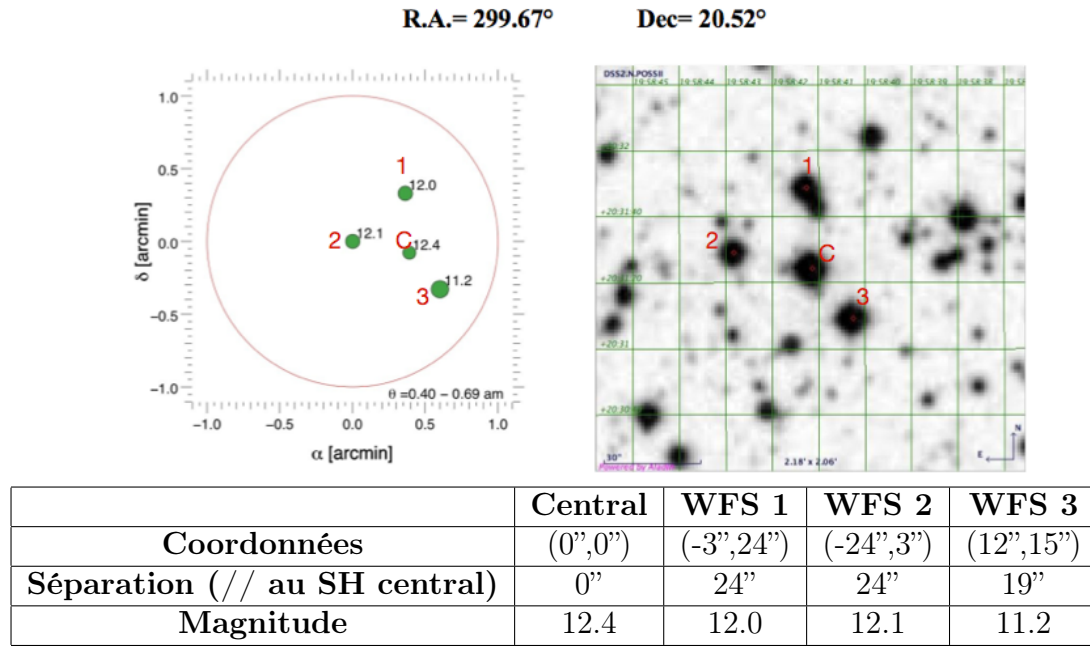 R.A.= 299.67° Dec= 20.52°
1.0
0.5
0.0
−0.5
−1.0
δ [arcmin]
1
12.0
2
12.1
C
12.4
3
11.2
θ =0.40 − 0.69 am
−1.0 −0.5 0.0 0.5 1.0
α [arcmin]
DSS2.N.POSSII
19:58:45 19:58:44 19:58:43 19:58:42 19:58:41 19:58:40 19:58:39 19:58:38
+20:32
1
+20:31:40
2
C
+20:31:20
3
+20:31
N
E
30"
2.18' x 2.06'
Powered by Aladin
Central WFS 1 WFS 2 WFS 3
Coordonnées (0",0") (-3",24") (-24",3") (12",15")
Séparation (// au SH central) 0" 24" 24" 19"
Magnitude 12.4 12.0 12.1 11.2